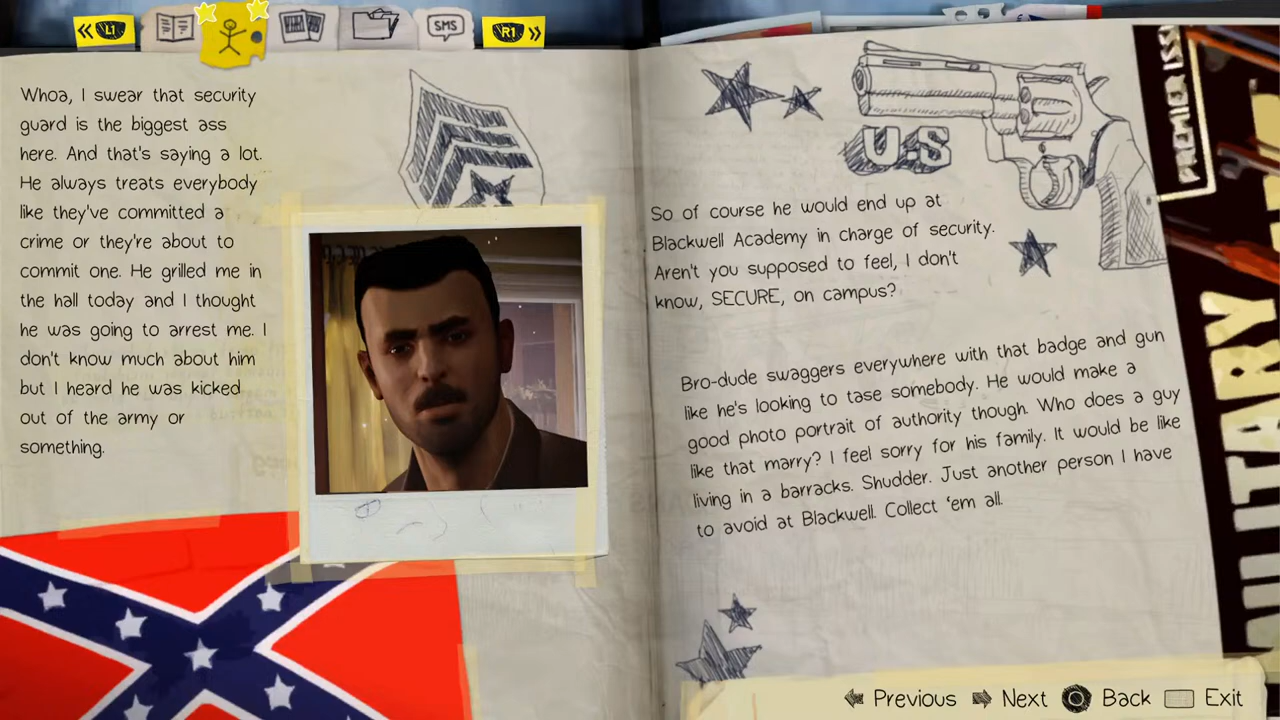 L1
SMS
R1
Whoa, I swear that security
guard is the biggest ass
here. And that's saying a lot.
He always treats everybody
like they've committed a
crime or they're about to
commit one. He grilled me in
the hall today and I thought
he was going to arrest me. I
don't know much about him
but I heard he was kicked
out of the army or
something.
U.S
So of course he would end up at
Blackwell Academy in charge of security.
Aren't you supposed to feel, I don't
know, SECURE, on campus?
Bro-dude swaggers everywhere with that badge and gun
like he's looking to tase somebody. He would make a
good photo portrait of authority though. Who does a guy
like that marry? I feel sorry for his family. It would be like
living in a barracks. Shudder. Just another person I have
to avoid at Blackwell. Collect 'em all.
PREMIER ISS
MILITARY
Previous Next Back Exit